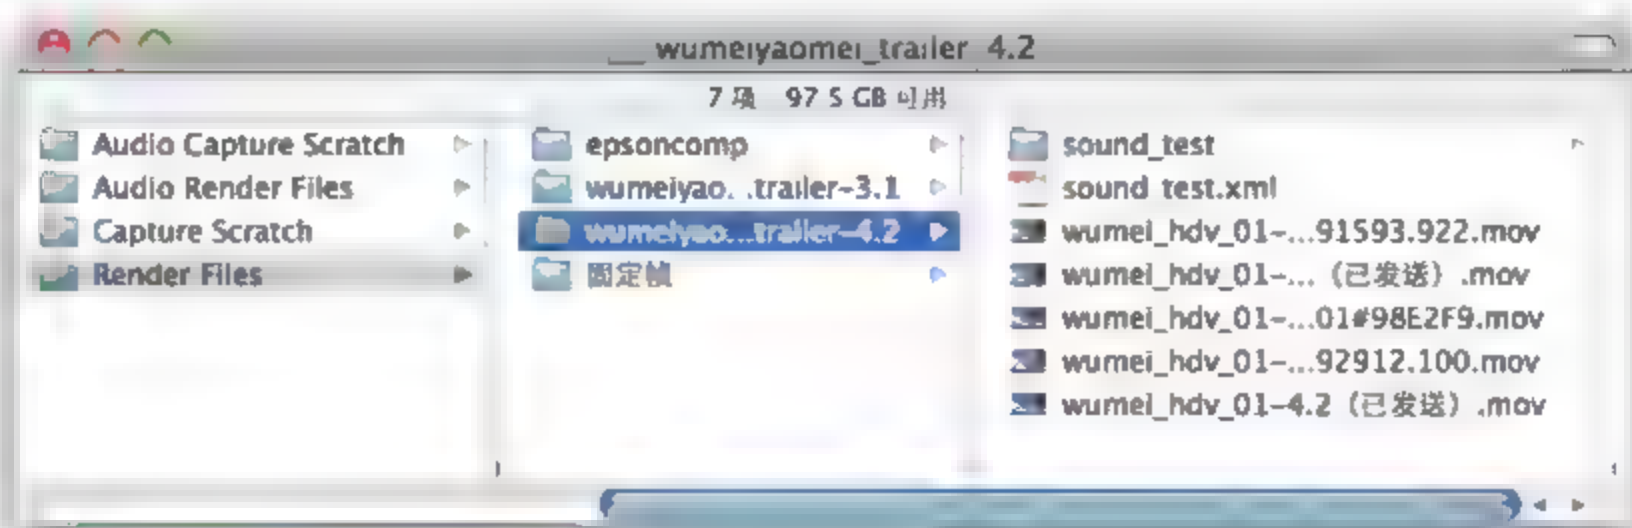 wumeiyaomei_trailer 4.2
7 项 97.5 GB 可用
Audio Capture Scratch
Audio Render Files
Capture Scratch
Render Files
epsoncomp
wumeiyao...trailer-3.1
wumeiyao...trailer-4.2
固定帧
sound_test
sound_test.xml
wumei_hdv_01-...91593.922.mov
wumei_hdv_01-...（已发送）.mov
wumei_hdv_01-...01#98E2F9.mov
wumei_hdv_01-...92912.100.mov
wumei_hdv_01-4.2（已发送）.mov